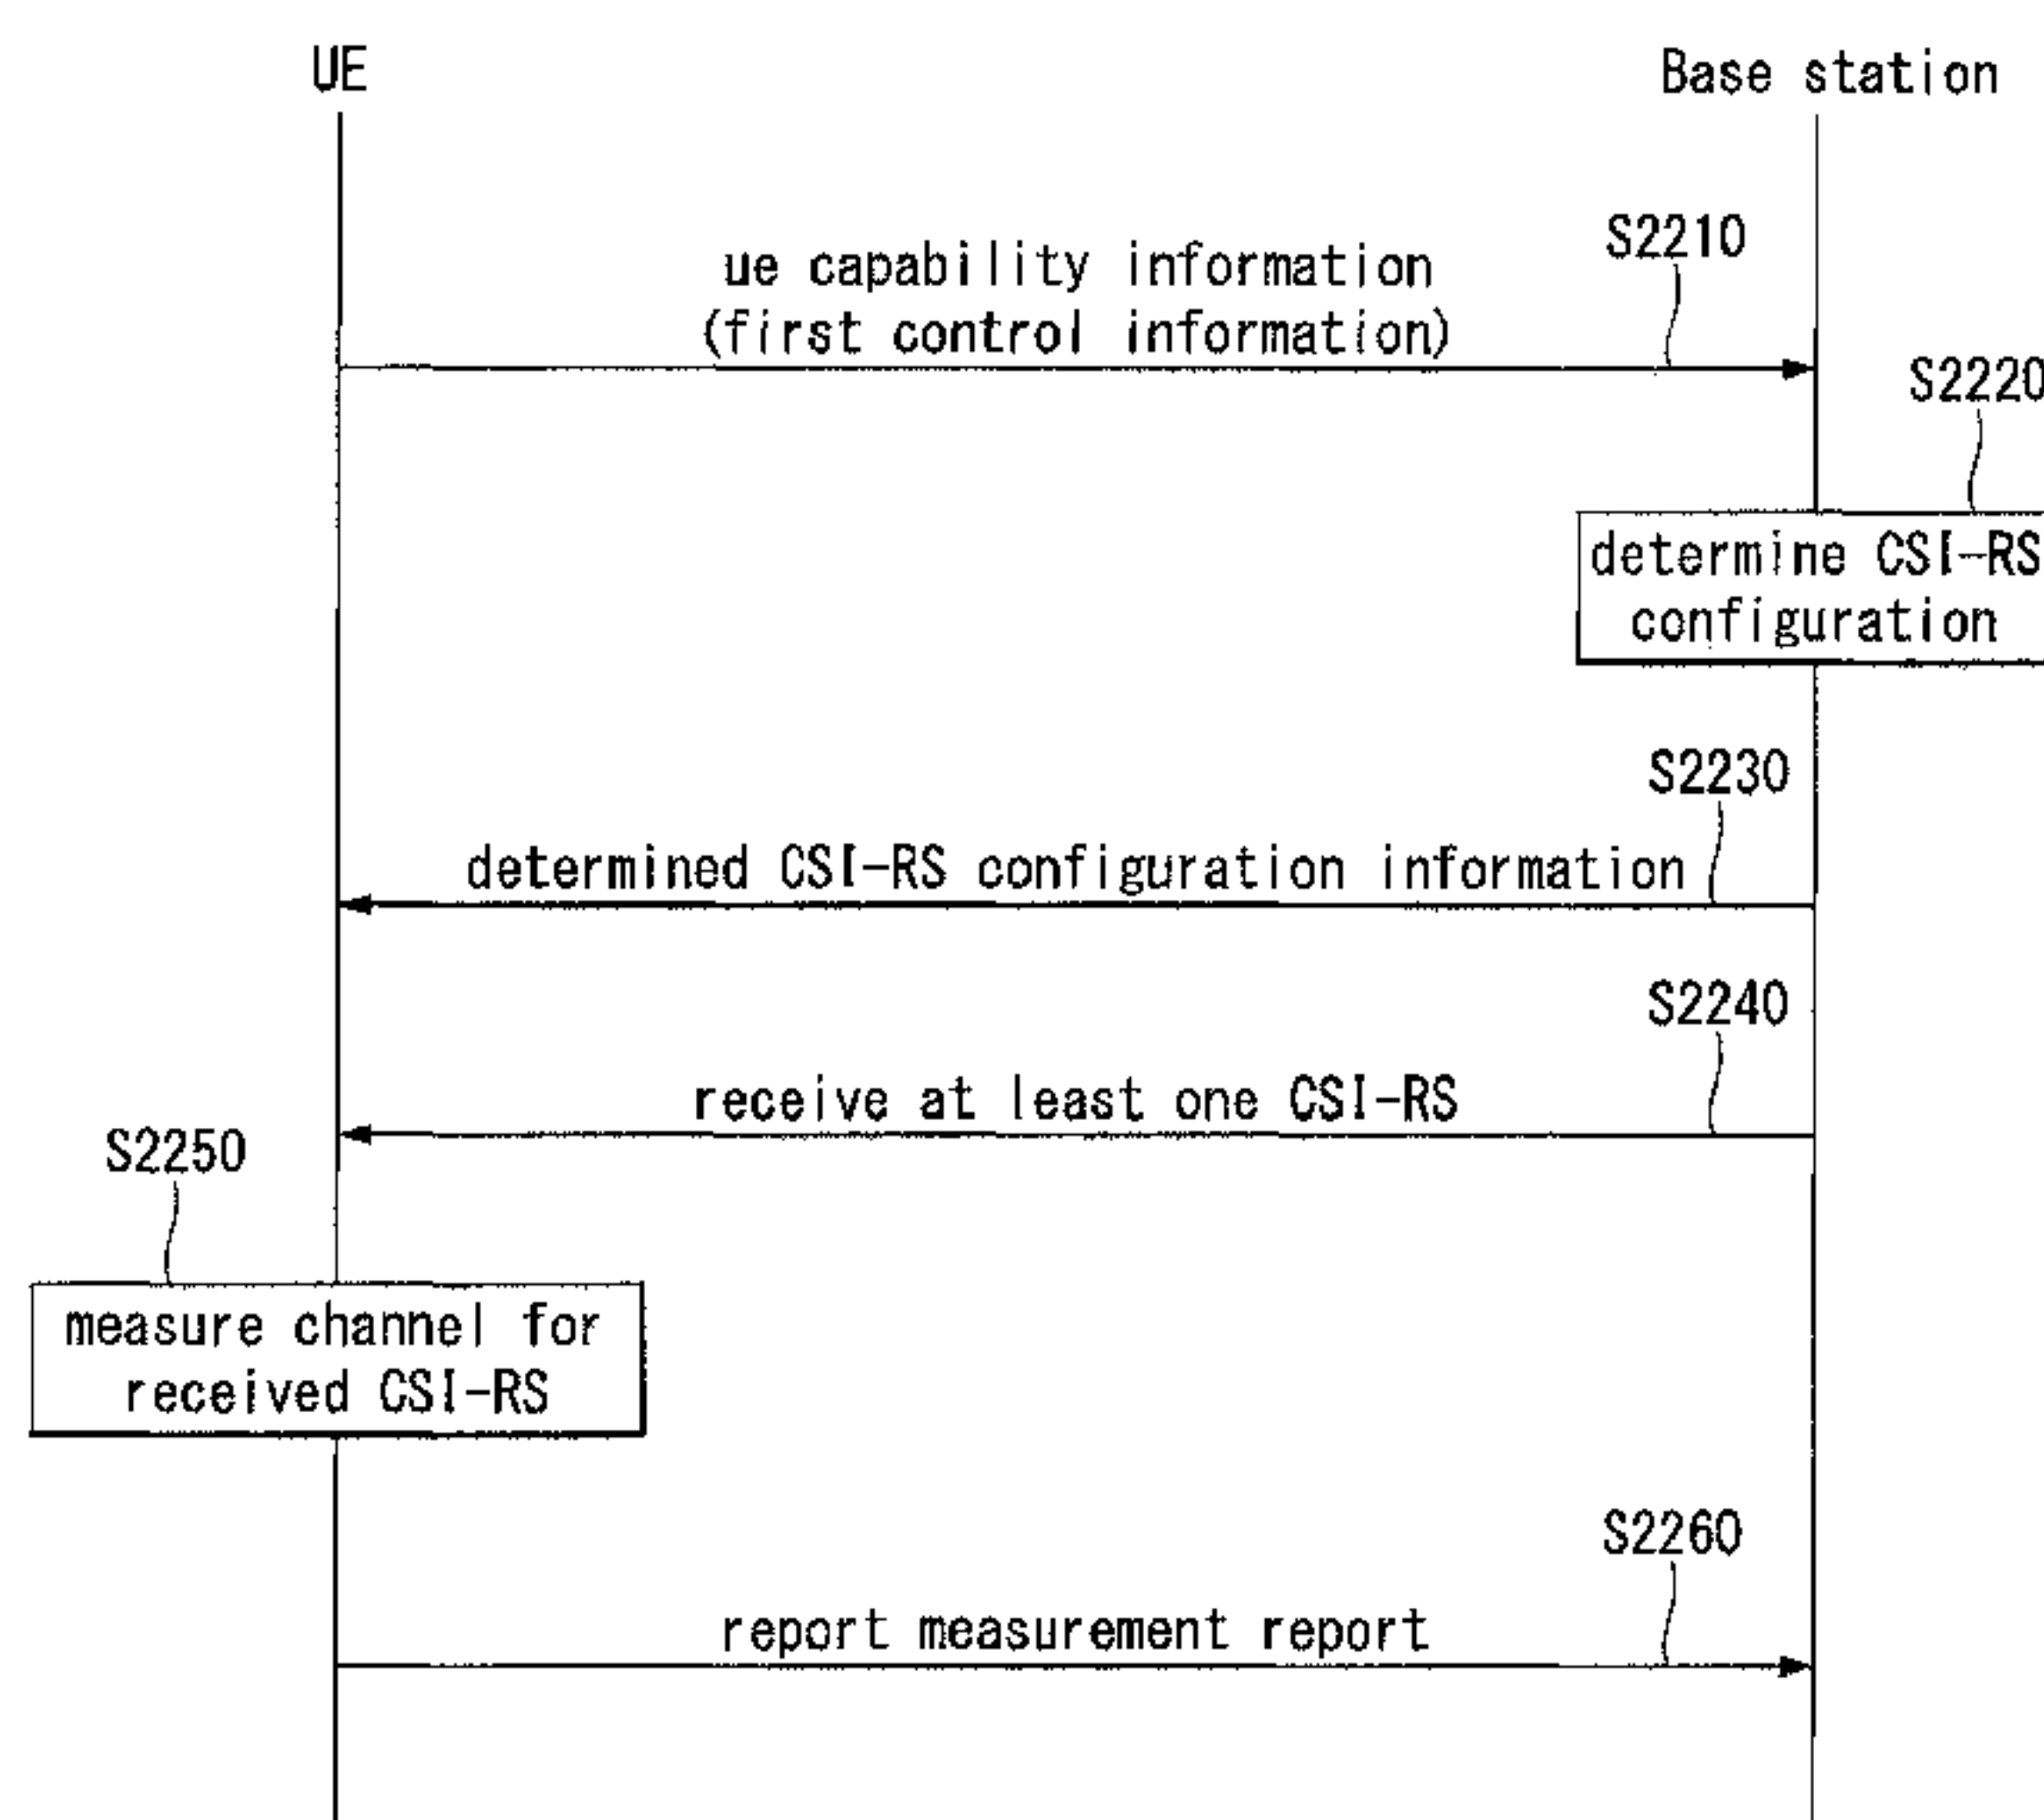 UE
Base station
S2210
ue capability information
(first control information)
S2220
determine CSI-RS
configuration
S2230
determined CSI-RS configuration information
S2240
receive at least one CSI-RS
S2250
measure channel for
received CSI-RS
S2260
report measurement report